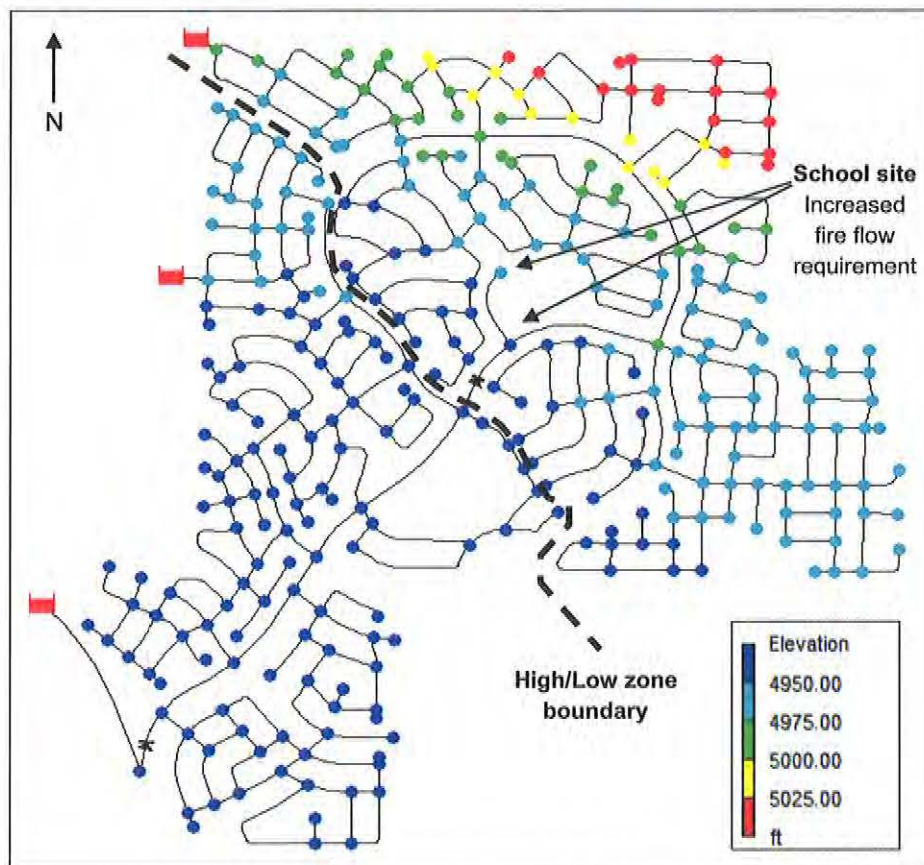 N
School site
Increased
fire flow
requirement
High/Low zone
boundary
Elevation
4950.00
4975.00
5000.00
5025.00
ft